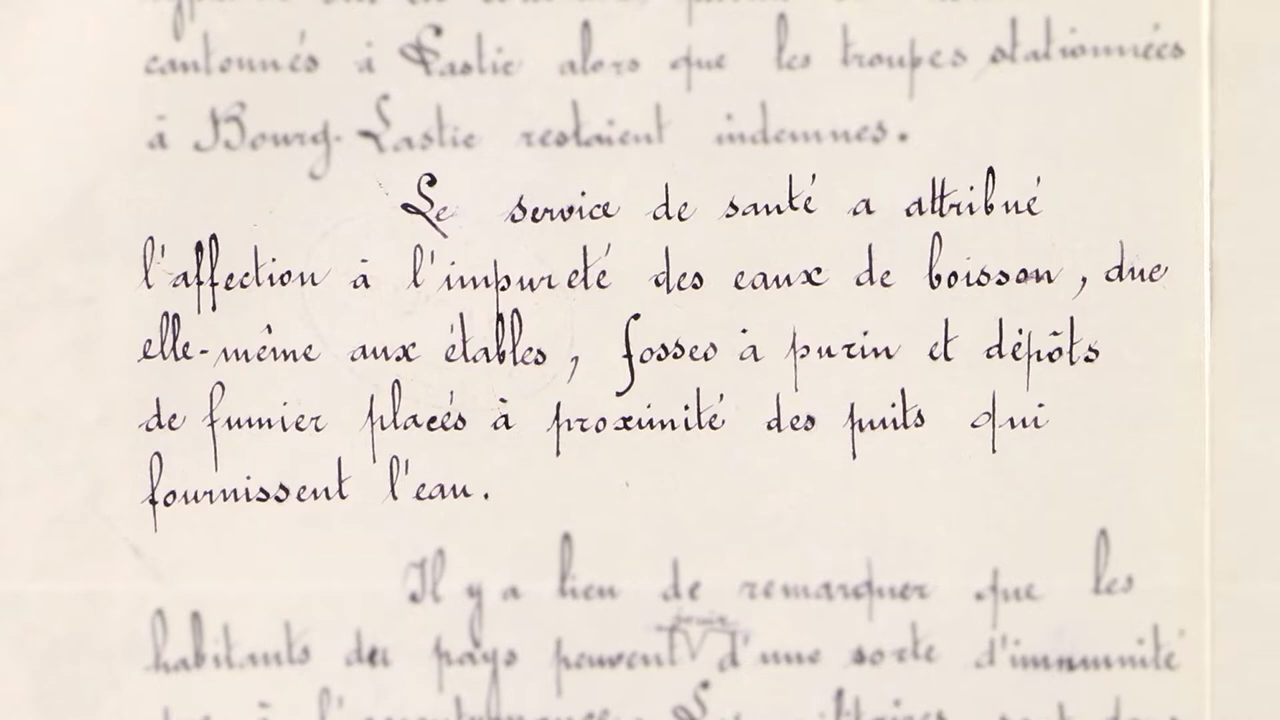 cantonnés à Lastic alors que les troupes stationnées
à Bourg-Lastic restaient indemnes.
Le service de santé a attribué
l'affection à l'impureté des eaux de boisson, due
elle-même aux étables, fosses à purin et dépôts
de fumier placés à proximité des puits qui
fournissent l'eau.
Il y a lieu de remarquer que les
habitants du pays peuvent d'une sorte d'immunité